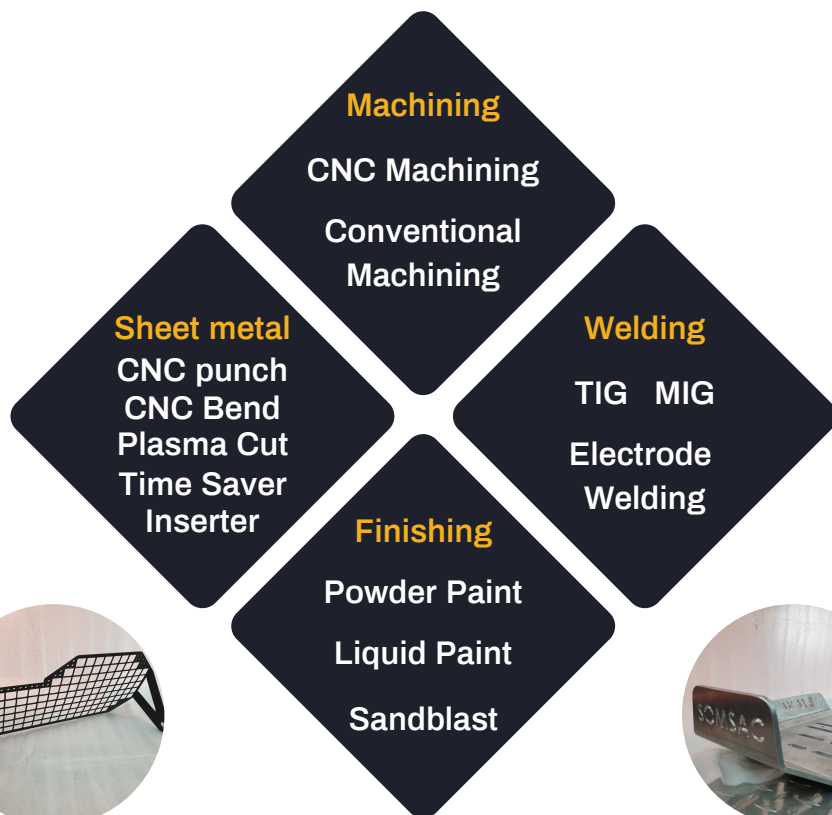 Machining
CNC Machining
Conventional
Machining
Sheet metal
CNC punch
CNC Bend
Plasma Cut
Time Saver
Inserter
Welding
TIG MIG
Electrode
Welding
Finishing
Powder Paint
Liquid Paint
Sandblast
SOMSAC